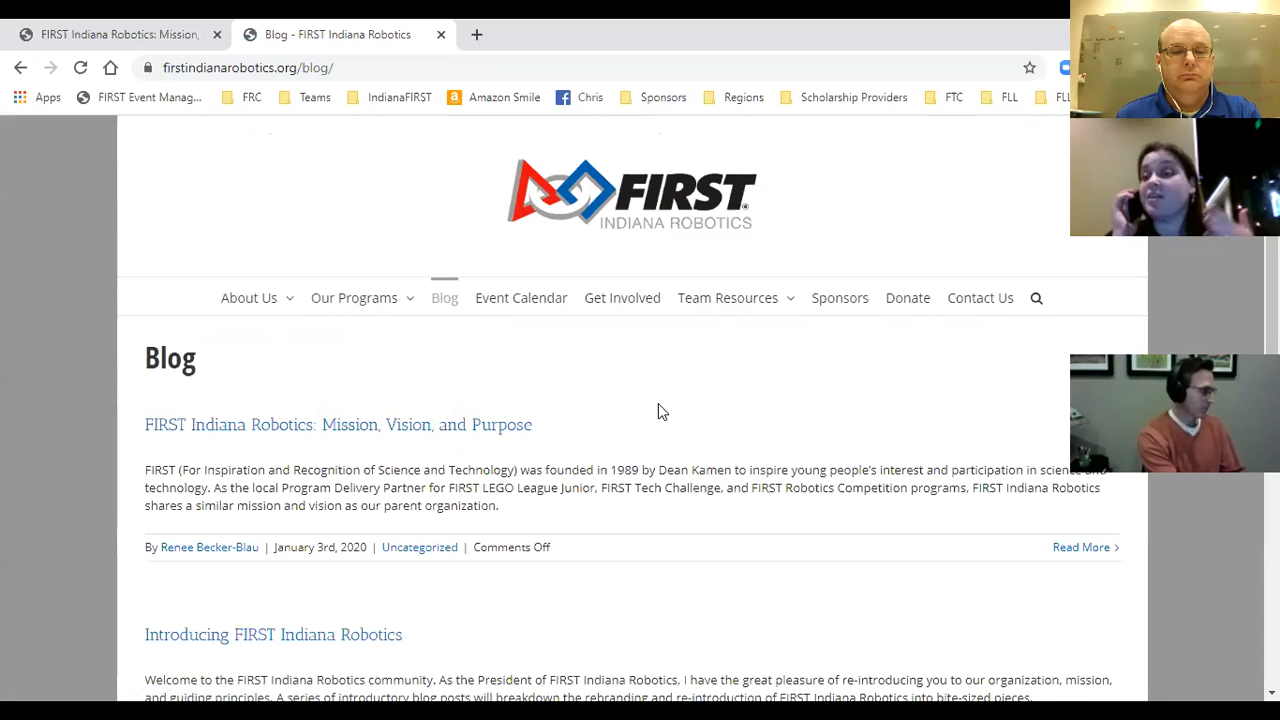 FIRST Indiana Robotics: Mission,
Blog - FIRST Indiana Robotics
firstindianarobotics.org/blog/
Apps
FIRST Event Manag...
FRC
Teams
IndianaFIRST
Amazon Smile
Chris
Sponsors
Regions
Scholarship Providers
FTC
FLL
FLL
FIRST
INDIANA ROBOTICS
About Us
Our Programs
Blog
Event Calendar
Get Involved
Team Resources
Sponsors
Donate
Contact Us
Blog
FIRST Indiana Robotics: Mission, Vision, and Purpose
FIRST (For Inspiration and Recognition of Science and Technology) was founded in 1989 by Dean Kamen to inspire young people's interest and participation in science and
technology. As the local Program Delivery Partner for FIRST LEGO League Junior, FIRST Tech Challenge, and FIRST Robotics Competition programs, FIRST Indiana Robotics
shares a similar mission and vision as our parent organization.
By Renee Becker-Blau | January 3rd, 2020 | Uncategorized | Comments Off
Read More >
Introducing FIRST Indiana Robotics
Welcome to the FIRST Indiana Robotics community. As the President of FIRST Indiana Robotics, I have the great pleasure of re-introducing you to our organization, mission,
and guiding principles. A series of introductory blog posts will breakdown the rebranding and re-introduction of FIRST Indiana Robotics into bite-sized pieces.